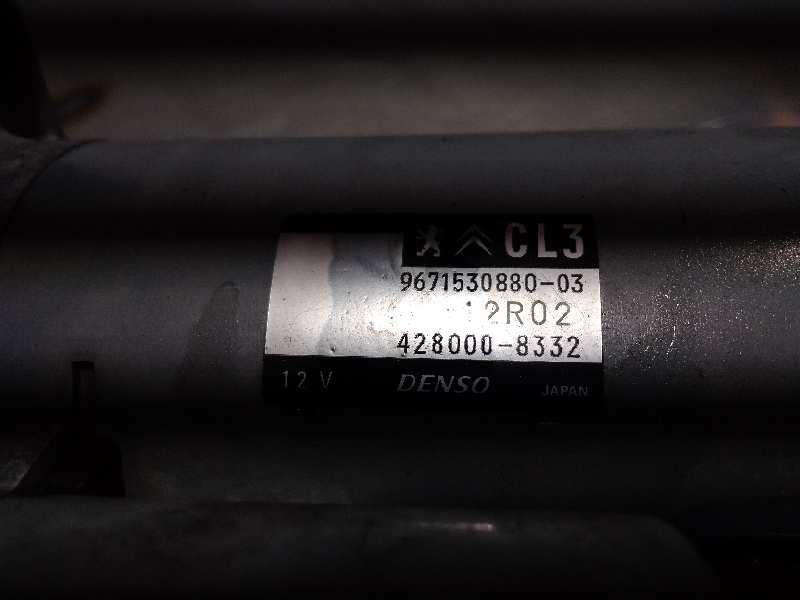 CL3
9671530880-03
12R02
428000-8332
12 V DENSO JAPAN